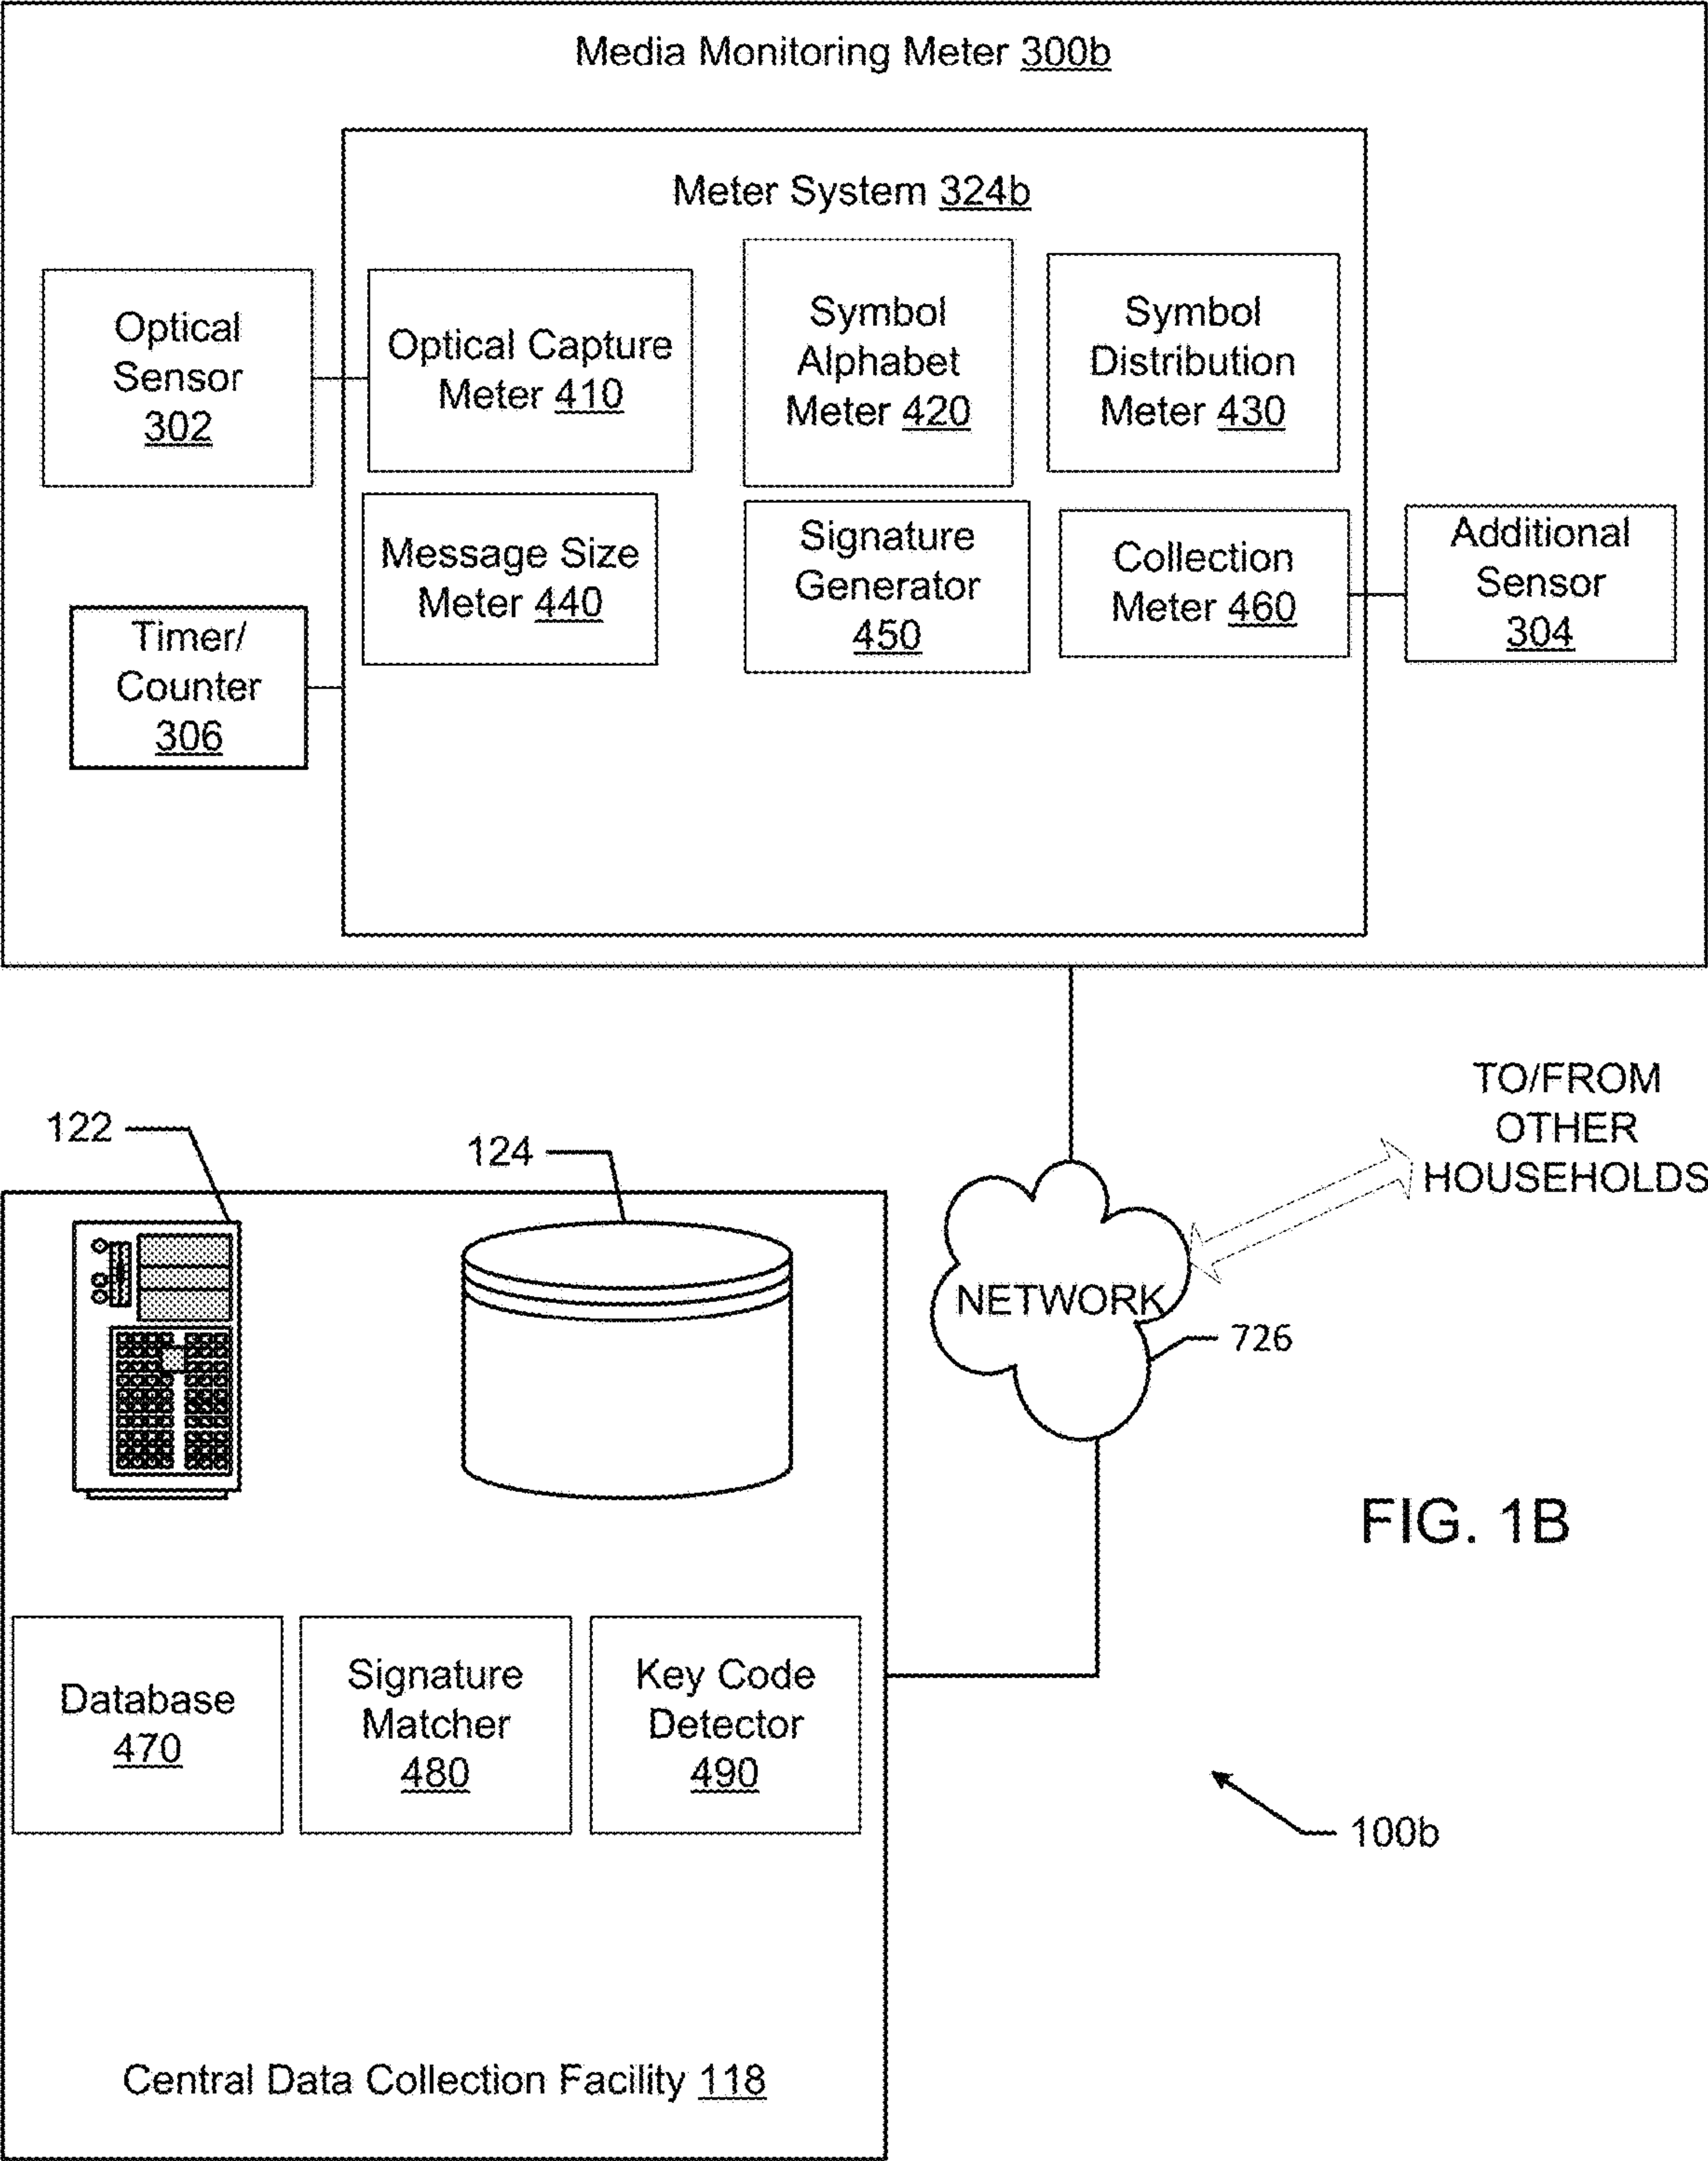 Media Monitoring Meter 300b
Meter System 324b
Optical
Sensor
302
Optical Capture
Meter 410
Symbol
Alphabet
Meter 420
Symbol
Distribution
Meter 430
Message Size
Meter 440
Signature
Generator
450
Collection
Meter 460
Additional
Sensor
304
Timer/
Counter
306
TO/FROM
OTHER
HOUSEHOLDS
122
124
NETWORK
726
FIG. 1B
Database
470
Signature
Matcher
480
Key Code
Detector
490
100b
Central Data Collection Facility 118